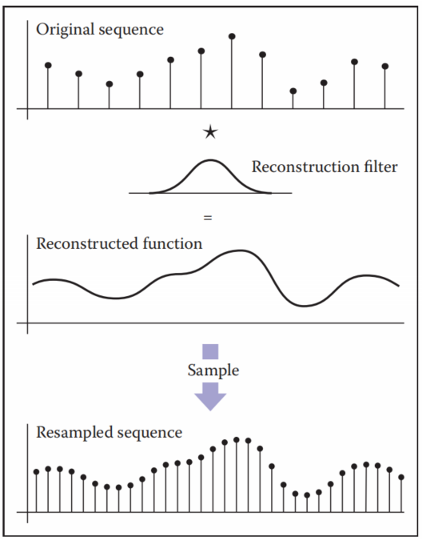 Original sequence
★
Reconstruction filter
=
Reconstructed function
Sample
Resampled sequence